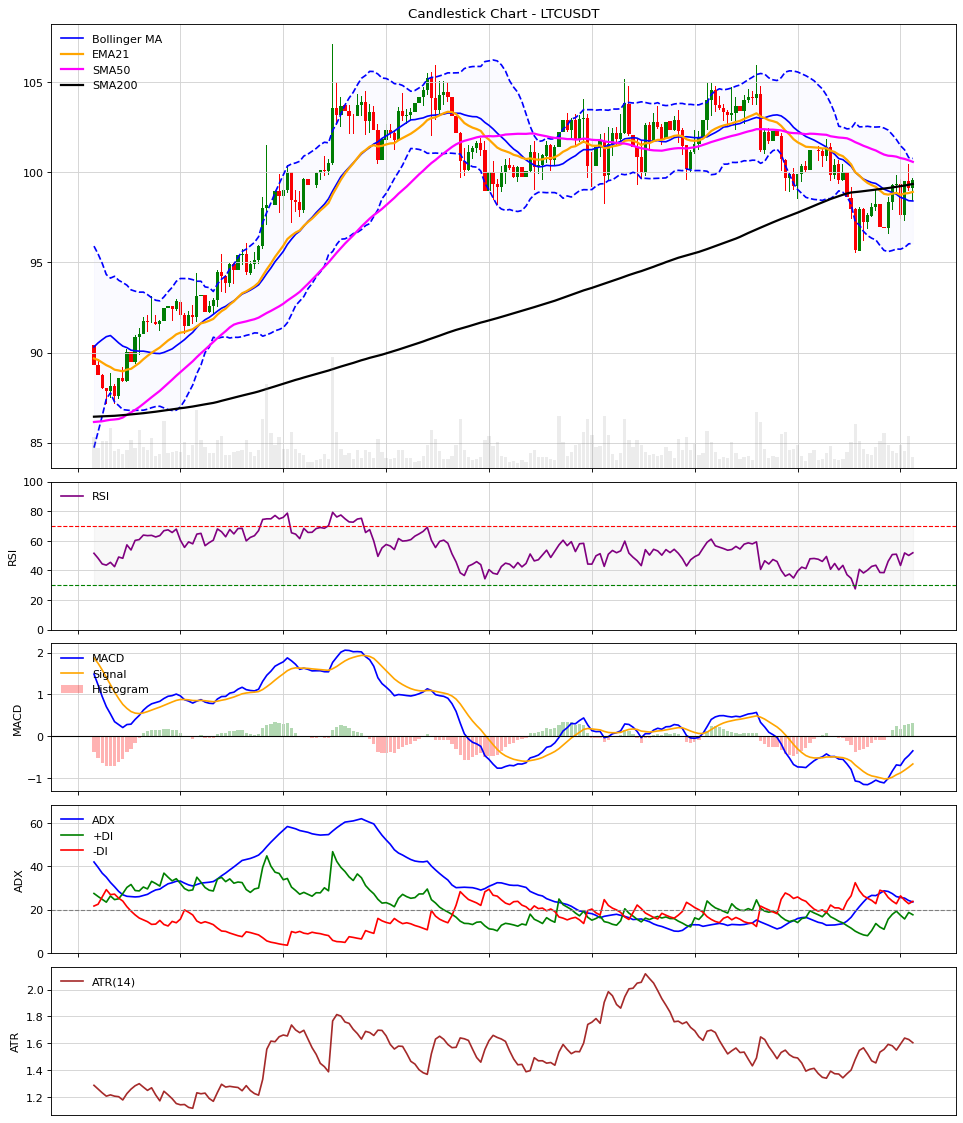 Candlestick Chart - LTCUSDT
Bollinger MA
EMA21
SMA50
SMA200
105
100
95
90
85
RSI
100
80
60
40
20
0
RSI
MACD
Signal
Histogram
2
1
0
−1
MACD
ADX
+DI
-DI
60
40
20
0
ADX
ATR(14)
2.0
1.8
1.6
1.4
1.2
ATR